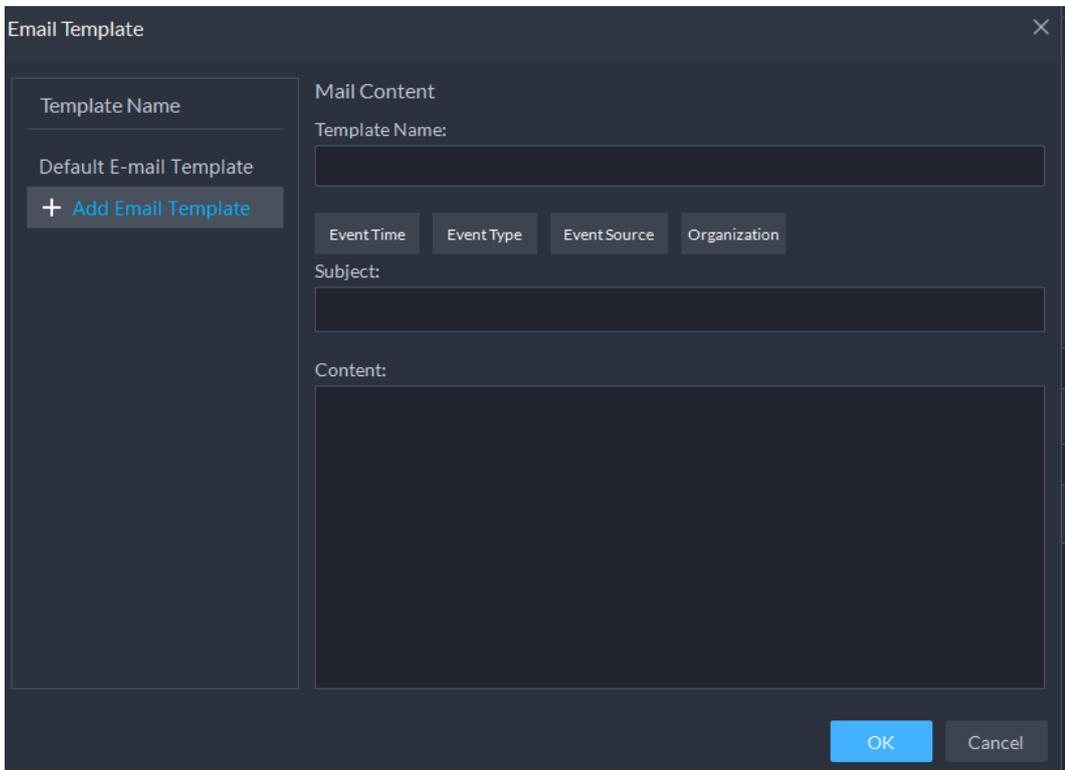 Email Template
Template Name
Default E-mail Template
Add Email Template
Mail Content
Template Name:
Event Time Event Type Event Source Organization
Subject:
Content:
OK Cancel